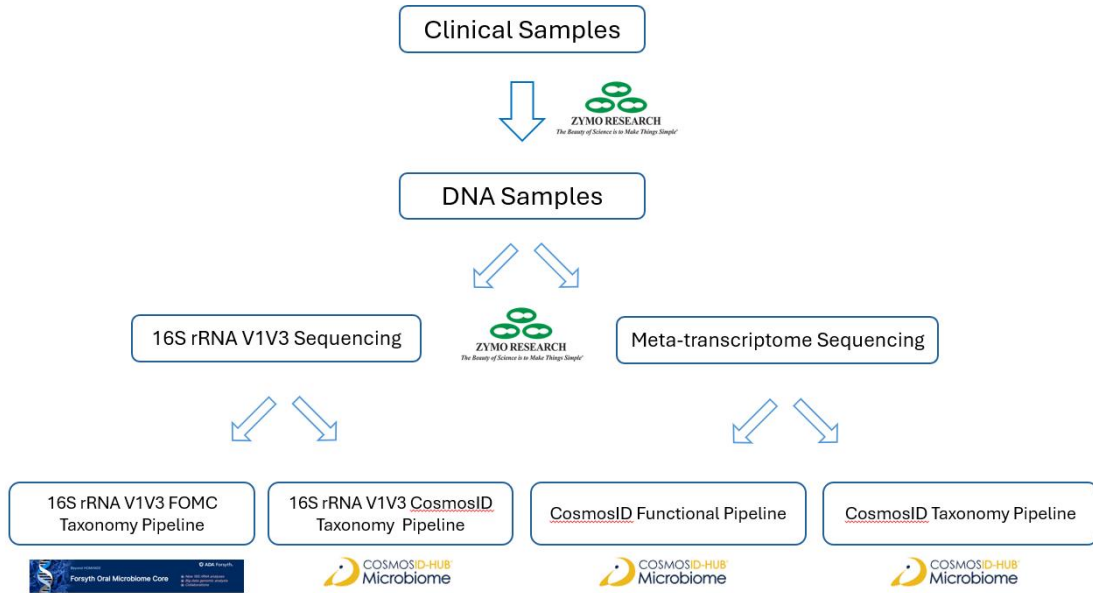 Clinical Samples
ZYMO RESEARCH
The Beauty of Science is to Make Things Simple®
DNA Samples
16S rRNA V1V3 Sequencing
ZYMO RESEARCH
The Beauty of Science is to Make Things Simple®
Meta-transcriptome Sequencing
16S rRNA V1V3 FOMC
Taxonomy Pipeline
16S rRNA V1V3 CosmosID
Taxonomy Pipeline
CosmosID Functional Pipeline
CosmosID Taxonomy Pipeline
Forsyth Oral Microbiome Core
ADA Forsyth.
COSMOSID-HUB
Microbiome
COSMOSID-HUB
Microbiome
COSMOSID-HUB
Microbiome